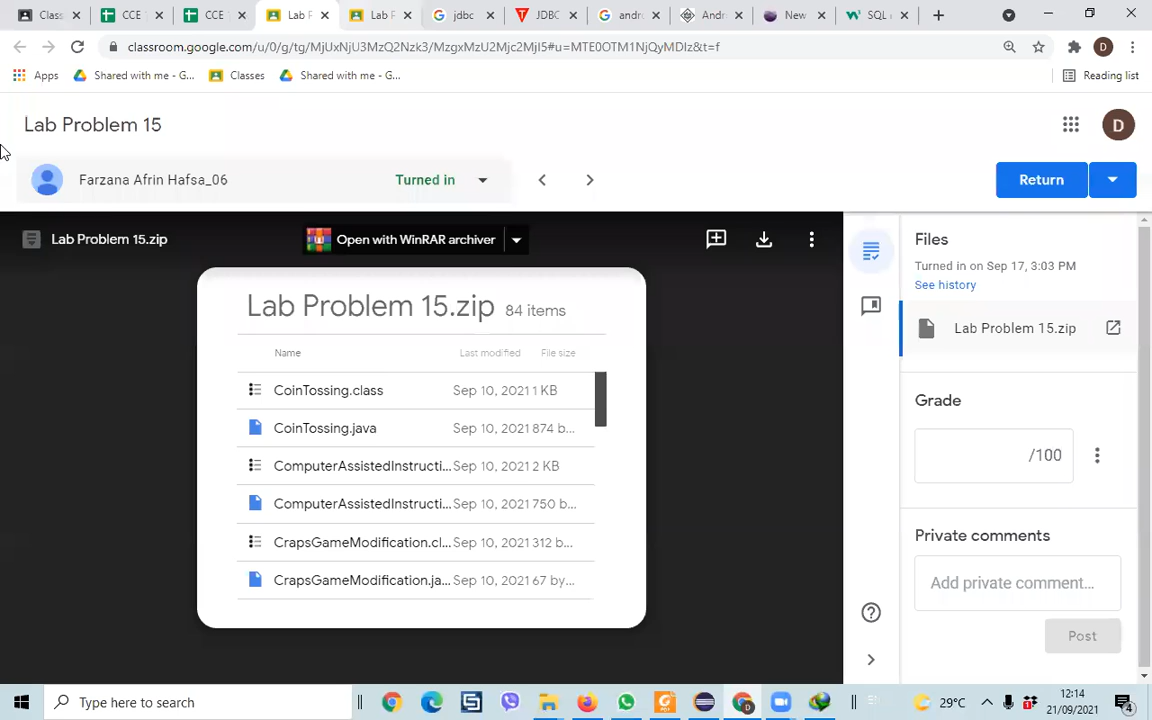 Class
CCE
CCE
Lab P
Lab P
jdbc
JDBC
andro
Andr
New
SQL
classroom.google.com/u/0/g/tg/MjUxNjU3MzQ2Nzk3/MzgxMzU2Mjc2MjI5#u=MTE0OTM1NjQyMDIz&t=f
Apps Shared with me - G... Classes Shared with me - G... Reading list
Lab Problem 15
D
Farzana Afrin Hafsa_06 Turned in
Return
Lab Problem 15.zip Open with WinRAR archiver
Lab Problem 15.zip 84 items
Name Last modified File size
CoinTossing.class Sep 10, 2021 1 KB
CoinTossing.java Sep 10, 2021 874 b...
ComputerAssistedInstructi... Sep 10, 2021 2 KB
ComputerAssistedInstructi... Sep 10, 2021 750 b...
CrapsGameModification.cl... Sep 10, 2021 312 b...
CrapsGameModification.ja... Sep 10, 2021 67 by...
Files
Turned in on Sep 17, 3:03 PM
See history
Lab Problem 15.zip
Grade
/100
Private comments
Add private comment...
Post
Type here to search
29°C
12:14
21/09/2021
4